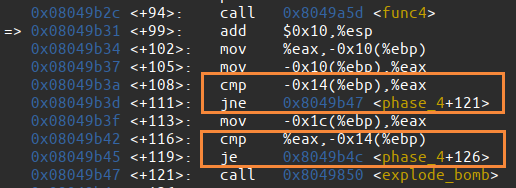 0x08049b2c <+94>: call 0x8049a5d <func4>
=> 0x08049b31 <+99>: add $0x10,%esp
0x08049b34 <+102>: mov %eax,-0x10(%ebp)
0x08049b37 <+105>: mov -0x10(%ebp),%eax
0x08049b3a <+108>: cmp -0x14(%ebp),%eax
0x08049b3d <+111>: jne 0x8049b47 <phase_4+121>
0x08049b3f <+113>: mov -0x1c(%ebp),%eax
0x08049b42 <+116>: cmp %eax,-0x14(%ebp)
0x08049b45 <+119>: je 0x8049b4c <phase_4+126>
0x08049b47 <+121>: call 0x8049850 <explode_bomb>